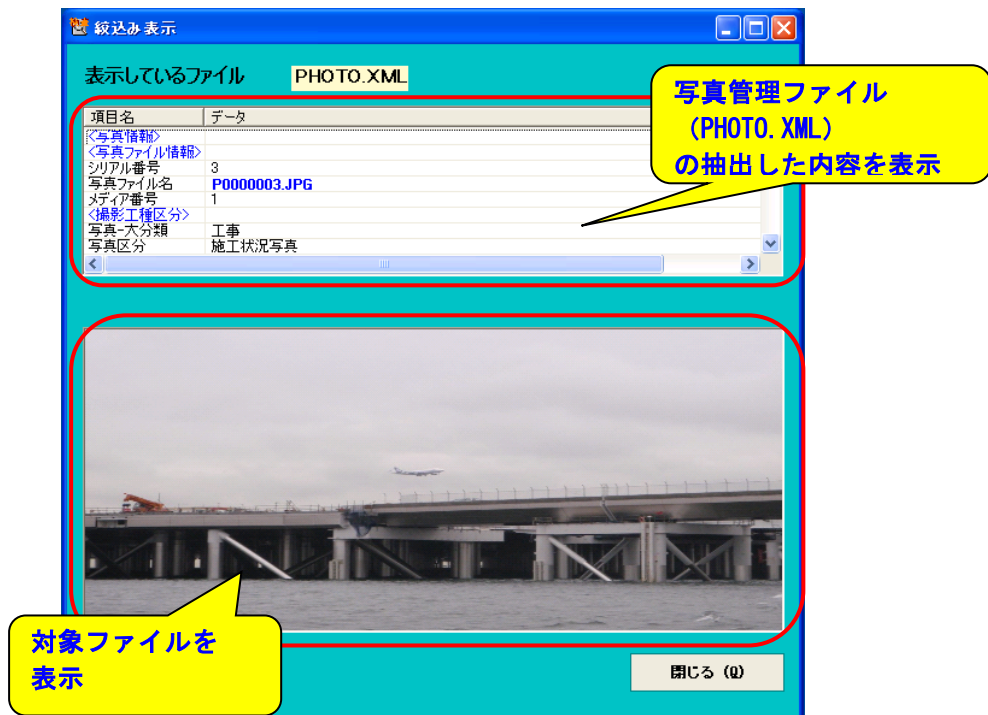 絞込み表示
表示しているファイル PHOTO.XML
写真管理ファイル
（PHOTO.XML）
の抽出した内容を表示
項目名 データ
<写真情報>
<写真ファイル情報>
シリアル番号 3
写真ファイル名 P0000003.JPG
メディア番号 1
<撮影工種区分>
写真-大分類 工事
写真区分 施工状況写真
対象ファイルを
表示
閉じる (Q)